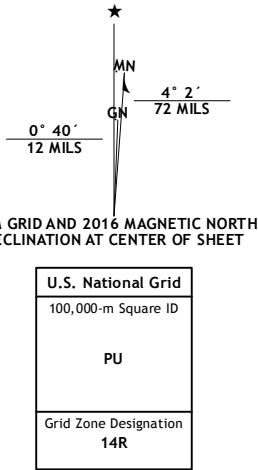 ★
MN
4° 2´
72 MILS
GN
0° 40´
12 MILS
GRID AND 2016 MAGNETIC NORTH
AT CENTER OF SHEET
U.S. National Grid
100,000-m Square ID
PU
Grid Zone Designation
14R